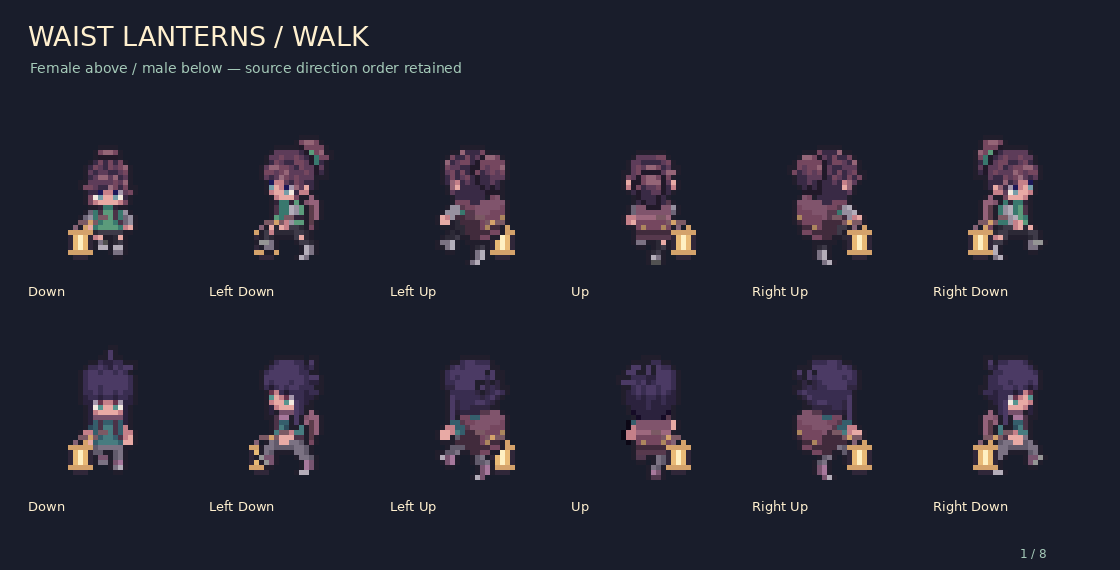 WAIST LANTERNS / WALK
Female above / male below — source direction order retained
Down Left Down Left Up Up Right Up Right Down
Down Left Down Left Up Up Right Up Right Down
1 / 8